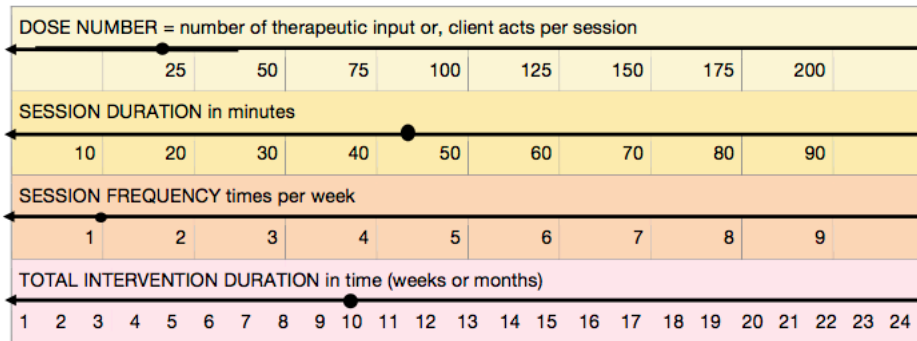 DOSE NUMBER = number of therapeutic input or, client acts per session
25 50 75 100 125 150 175 200
SESSION DURATION in minutes
10 20 30 40 50 60 70 80 90
SESSION FREQUENCY times per week
1 2 3 4 5 6 7 8 9
TOTAL INTERVENTION DURATION in time (weeks or months)
1 2 3 4 5 6 7 8 9 10 11 12 13 14 15 16 17 18 19 20 21 22 23 24